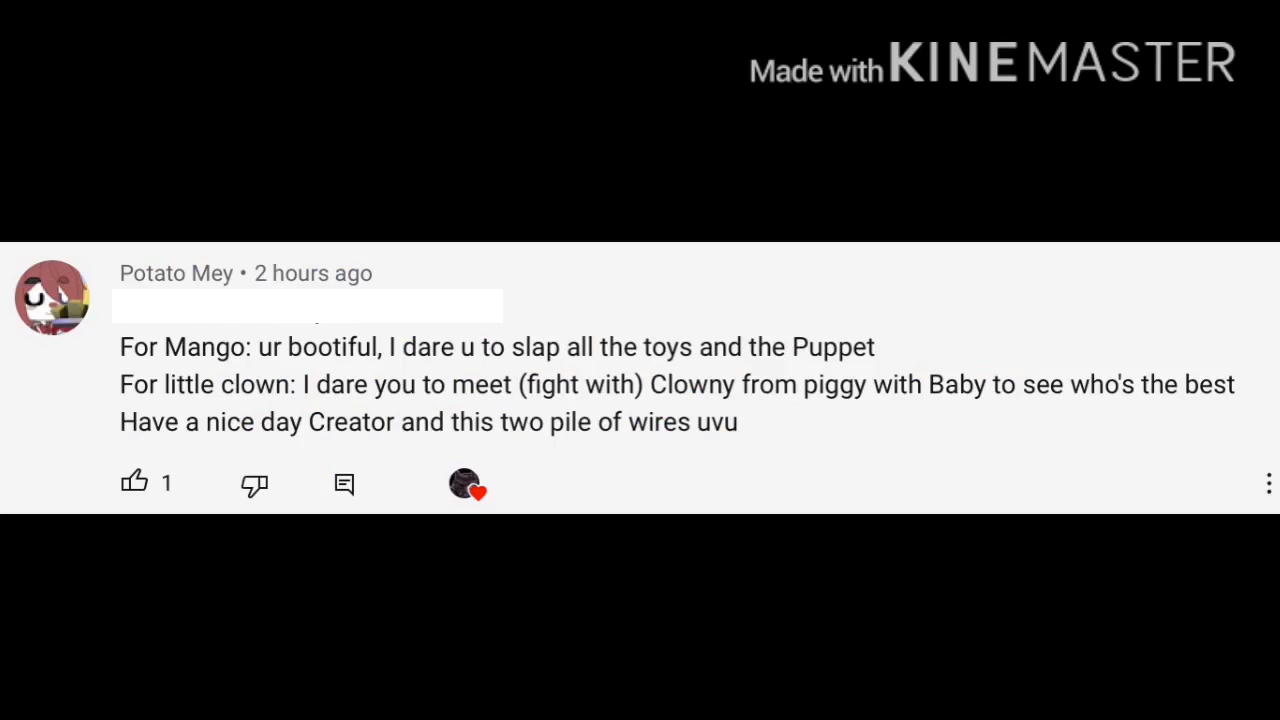 Made with KINEMASTER
Potato Mey • 2 hours ago
For Mango: ur bootiful, I dare u to slap all the toys and the Puppet
For little clown: I dare you to meet (fight with) Clowny from piggy with Baby to see who's the best
Have a nice day Creator and this two pile of wires uvu
1